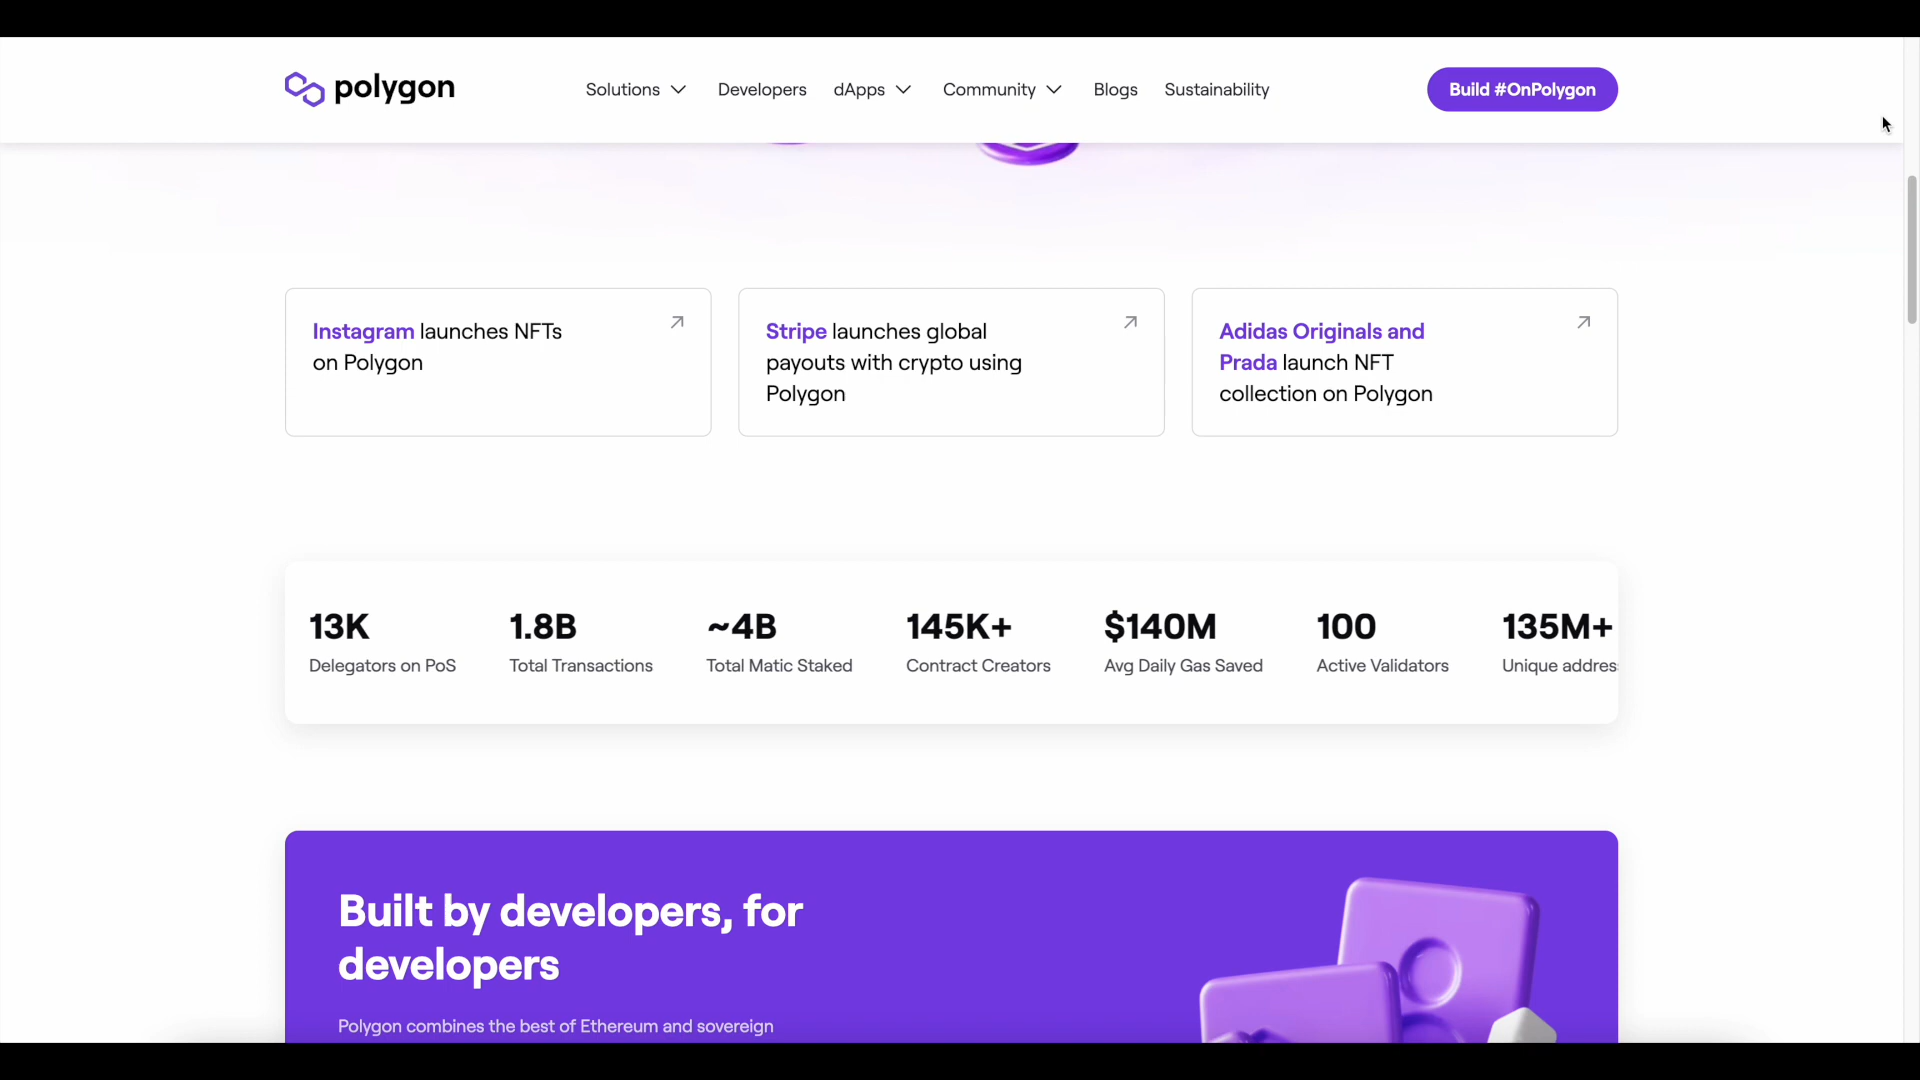 polygon
Solutions
Developers
dApps
Community
Blogs
Sustainability
Build #OnPolygon
Instagram launches NFTs
on Polygon
Stripe launches global
payouts with crypto using
Polygon
Adidas Originals and
Prada launch NFT
collection on Polygon
13K
Delegators on PoS
1.8B
Total Transactions
~4B
Total Matic Staked
145K+
Contract Creators
$140M
Avg Daily Gas Saved
100
Active Validators
135M+
Unique addres
Built by developers, for
developers
Polygon combines the best of Ethereum and sovereign